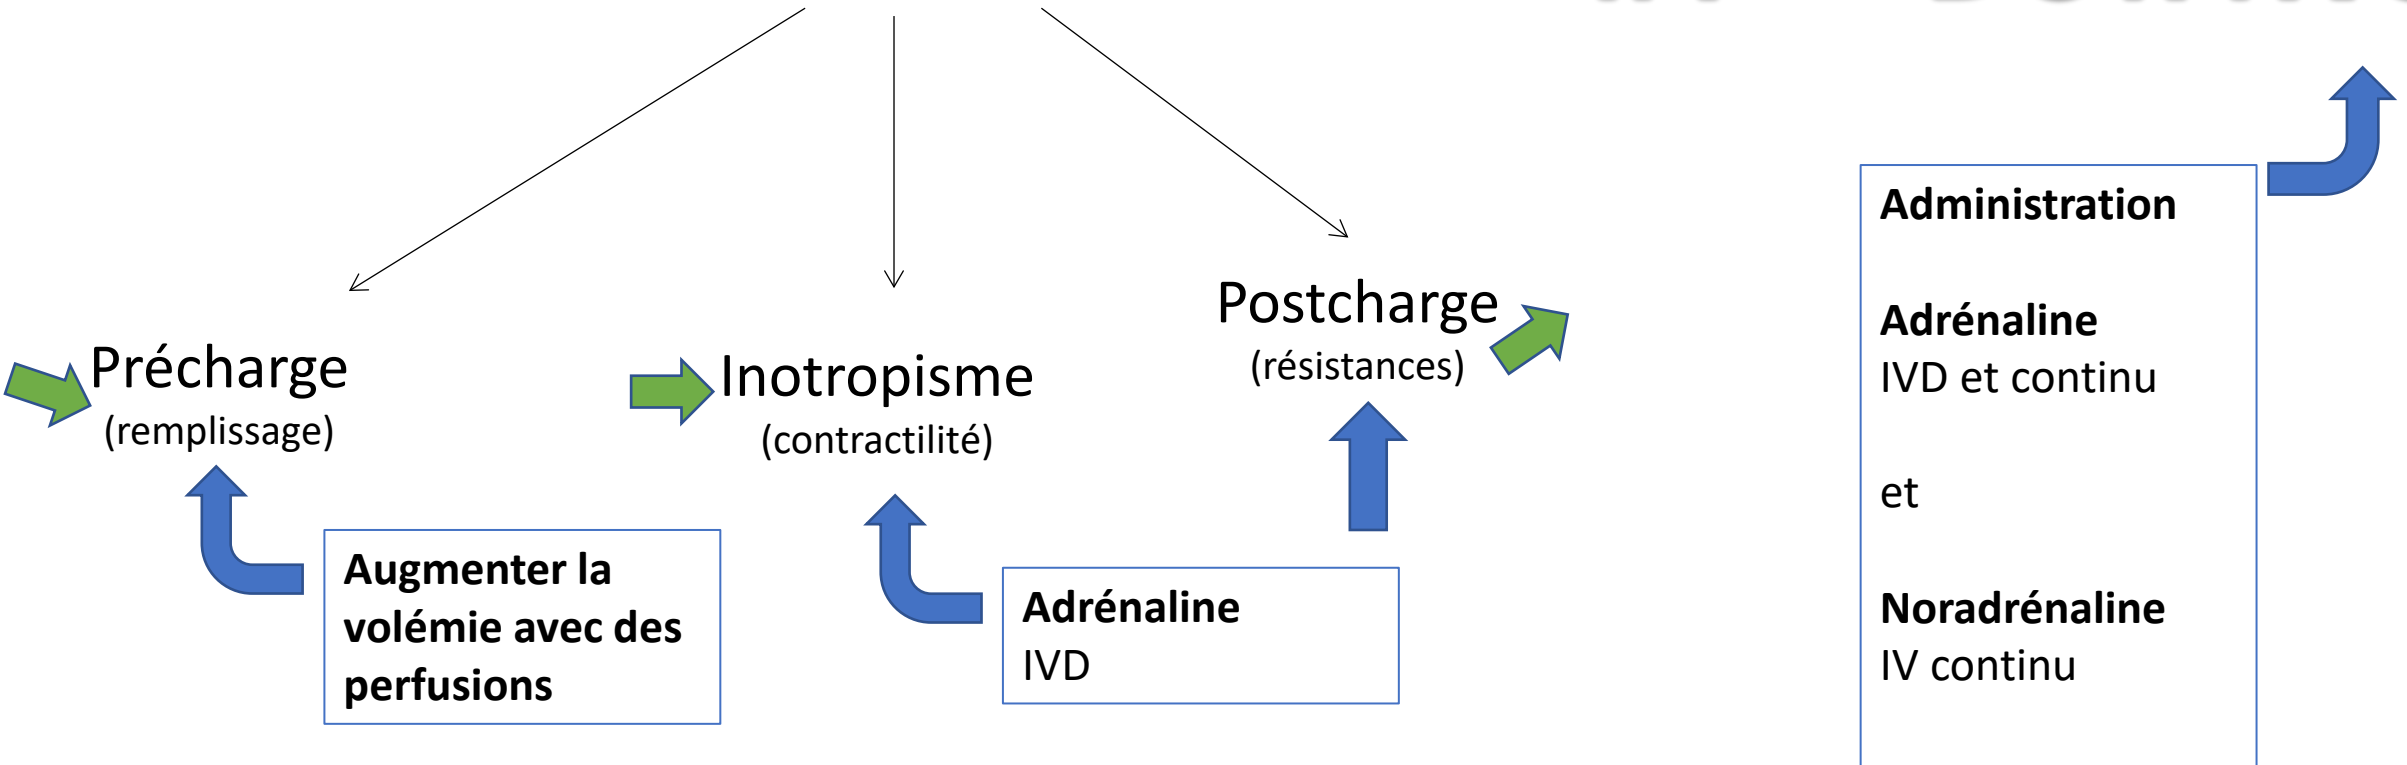 Précharge
(remplissage)
Inotropisme
(contractilité)
Postcharge
(résistances)
Augmenter la
volémie avec des
perfusions
Adrénaline
IVD
Administration
Adrénaline
IVD et continu
et
Noradrénaline
IV continu